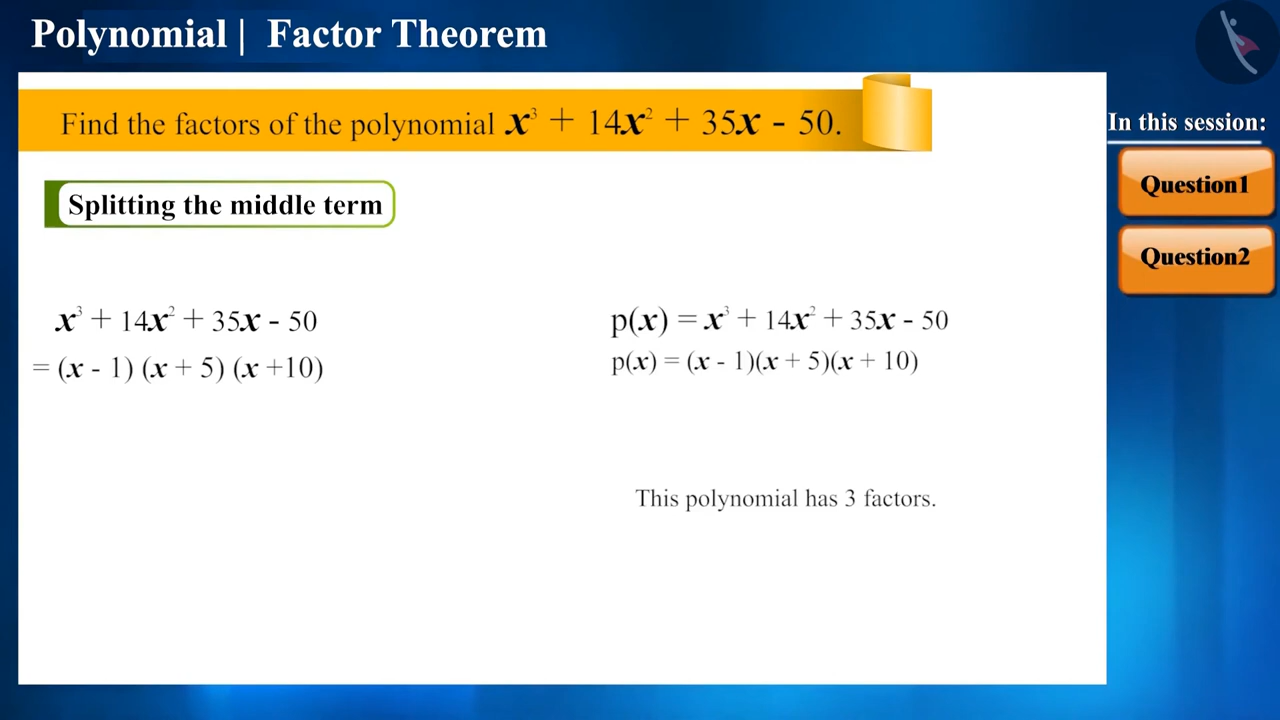 Polynomial | Factor Theorem
Find the factors of the polynomial x³ + 14x² + 35x - 50.
In this session:
Question1
Question2
Splitting the middle term
x³ + 14x² + 35x - 50
= (x - 1) (x + 5) (x +10)
p(x) = x³ + 14x² + 35x - 50
p(x) = (x - 1)(x + 5)(x + 10)
This polynomial has 3 factors.